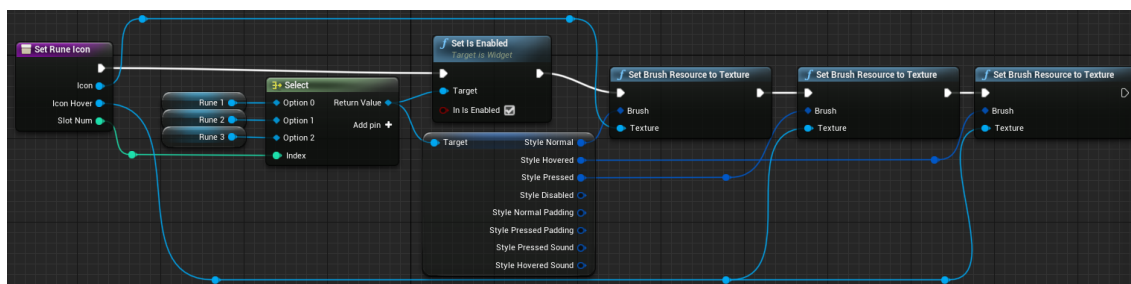 Set Rune Icon
Icon
Icon Hover
Slot Num
Rune 1
Rune 2
Rune 3
Select
Option 0
Return Value
Option 1
Add pin +
Option 2
Index
f Set Is Enabled
Target is Widget
Target
In Is Enabled
Target
Style Normal
Style Hovered
Style Pressed
Style Disabled
Style Normal Padding
Style Pressed Padding
Style Pressed Sound
Style Hovered Sound
f Set Brush Resource to Texture
Brush
Texture
f Set Brush Resource to Texture
Brush
Texture
f Set Brush Resource to Texture
Brush
Texture